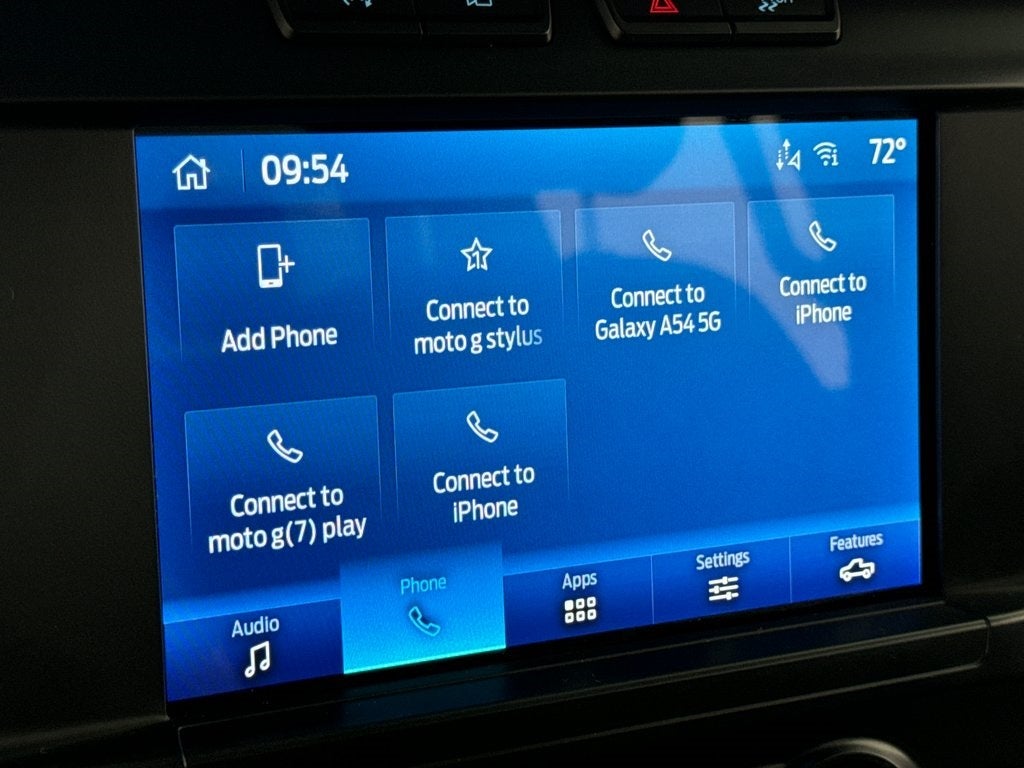 09:54
72°
Add Phone
1
Connect to
moto g stylus
Connect to
Galaxy A54 5G
Connect to
iPhone
Connect to
moto g(7) play
Connect to
iPhone
Audio
Phone
Apps
Settings
Features